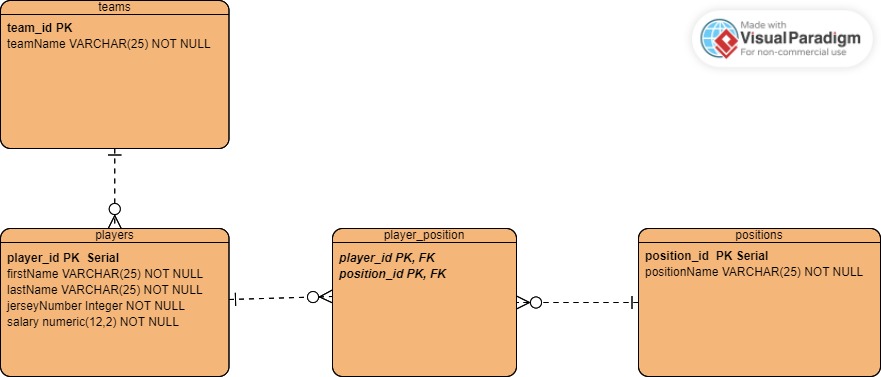 teams
team_id PK
teamName VARCHAR(25) NOT NULL
Made with
VisualParadigm
For non-commercial use
players
player_id PK  Serial
firstName VARCHAR(25) NOT NULL
lastName VARCHAR(25) NOT NULL
jerseyNumber Integer NOT NULL
salary numeric(12,2) NOT NULL
player_position
player_id PK, FK
position_id PK, FK
positions
position_id  PK Serial
positionName VARCHAR(25) NOT NULL